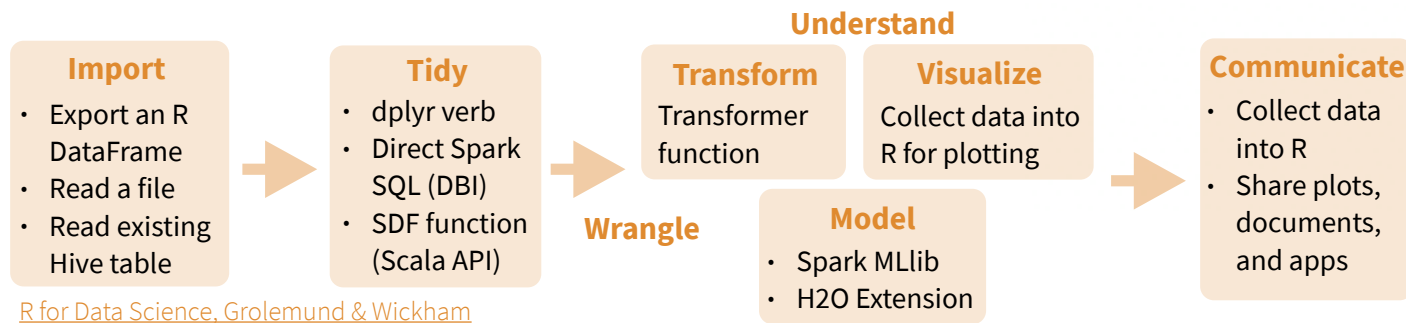 Import
• Export an R
DataFrame
• Read a file
• Read existing
Hive table
Tidy
• dplyr verb
• Direct Spark
SQL (DBI)
• SDF function
(Scala API)
Understand
Transform
Transformer
function
Visualize
Collect data into
R for plotting
Wrangle
Model
• Spark MLlib
• H2O Extension
Communicate
• Collect data
into R
• Share plots,
documents,
and apps
R for Data Science, Grolemund & Wickham